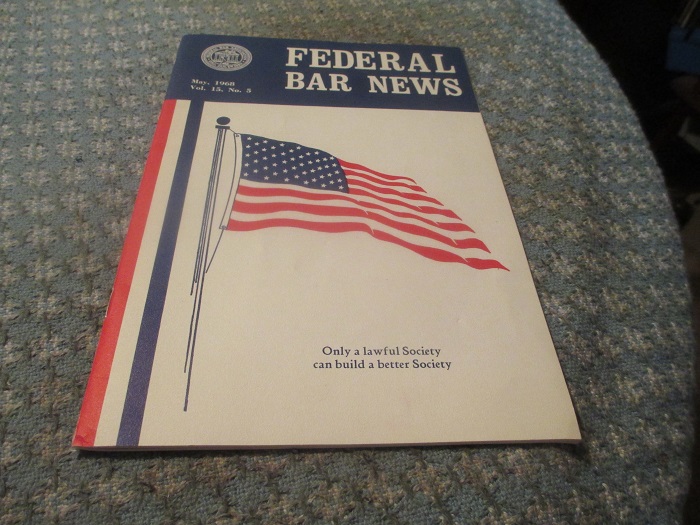 FEDERAL
BAR NEWS
May, 1968
Vol. 15, No. 5
Only a lawful Society
can build a better Society